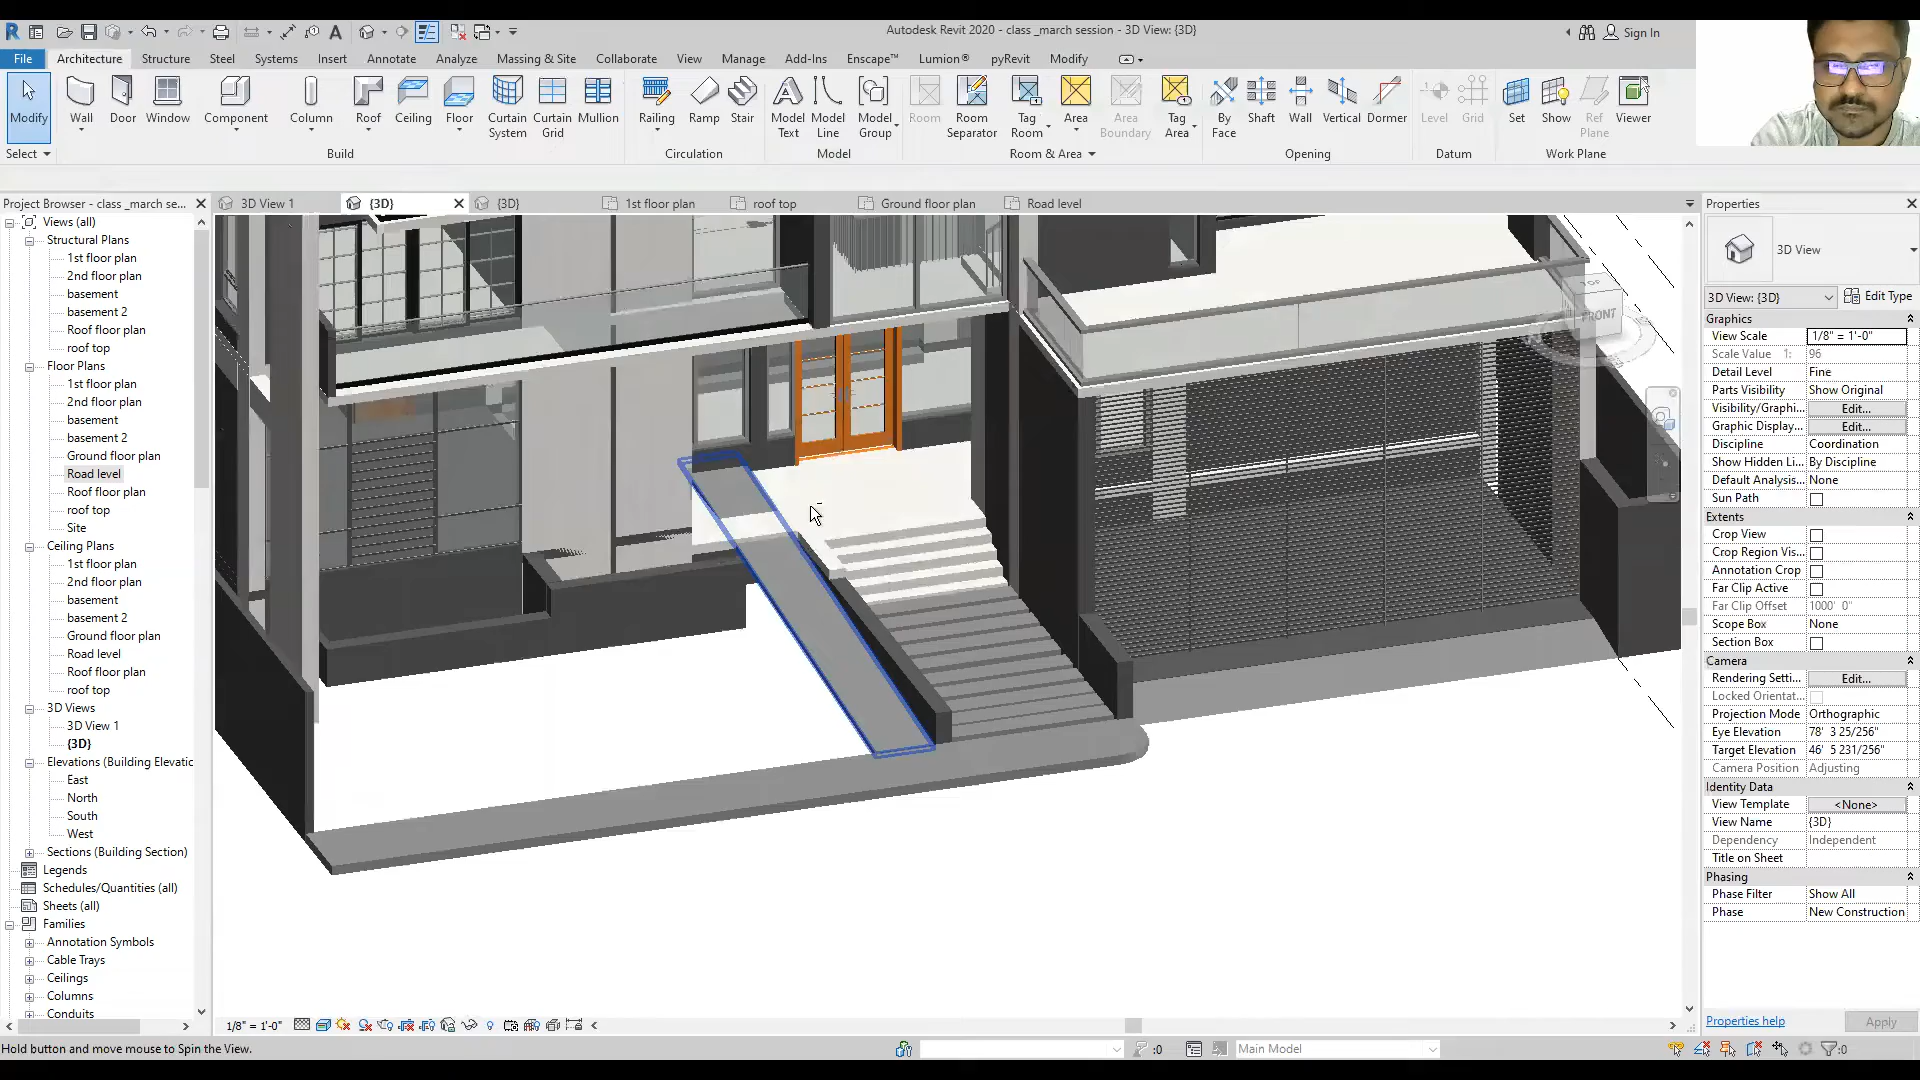 Autodesk Revit 2020 - class _march session - 3D View: {3D}
Sign In
File Architecture Structure Steel Systems Insert Annotate Analyze Massing & Site Collaborate View Manage Add-Ins Enscape™ Lumion® pyRevit Modify
Modify Wall Door Window Component Column Roof Ceiling Floor Curtain System Curtain Grid Mullion Railing Ramp Stair Model Text Model Line Model Group Room Room Separator Tag Room Area Area Boundary Tag Area By Face Shaft Wall Vertical Dormer Level Grid Set Show Ref Plane Viewer
Select Build Circulation Model Room & Area Opening Datum Work Plane
Project Browser - class _march se...
3D View 1 {3D} {3D} 1st floor plan roof top Ground floor plan Road level
Views (all)
Structural Plans
1st floor plan
2nd floor plan
basement
basement 2
Roof floor plan
roof top
Floor Plans
1st floor plan
2nd floor plan
basement
basement 2
Ground floor plan
Road level
Roof floor plan
roof top
Site
Ceiling Plans
1st floor plan
2nd floor plan
basement
basement 2
Ground floor plan
Road level
Roof floor plan
roof top
3D Views
3D View 1
{3D}
Elevations (Building Elevatic
East
North
South
West
Sections (Building Section)
Legends
Schedules/Quantities (all)
Sheets (all)
Families
Annotation Symbols
Cable Trays
Ceilings
Columns
Conduits
TOP
FRONT
Properties
3D View
3D View: {3D} Edit Type
Graphics
View Scale 1/8" = 1'-0"
Scale Value 1: 96
Detail Level Fine
Parts Visibility Show Original
Visibility/Graphi... Edit...
Graphic Display... Edit...
Discipline Coordination
Show Hidden Li... By Discipline
Default Analysis... None
Sun Path
Extents
Crop View
Crop Region Vis...
Annotation Crop
Far Clip Active
Far Clip Offset 1000' 0"
Scope Box None
Section Box
Camera
Rendering Setti... Edit...
Locked Orientat...
Projection Mode Orthographic
Eye Elevation 78' 3 25/256"
Target Elevation 46' 5 231/256"
Camera Position Adjusting
Identity Data
View Template <None>
View Name {3D}
Dependency Independent
Title on Sheet
Phasing
Phase Filter Show All
Phase New Construction
Properties help Apply
1/8" = 1'-0"
Hold button and move mouse to Spin the View.
:0
Main Model
:0